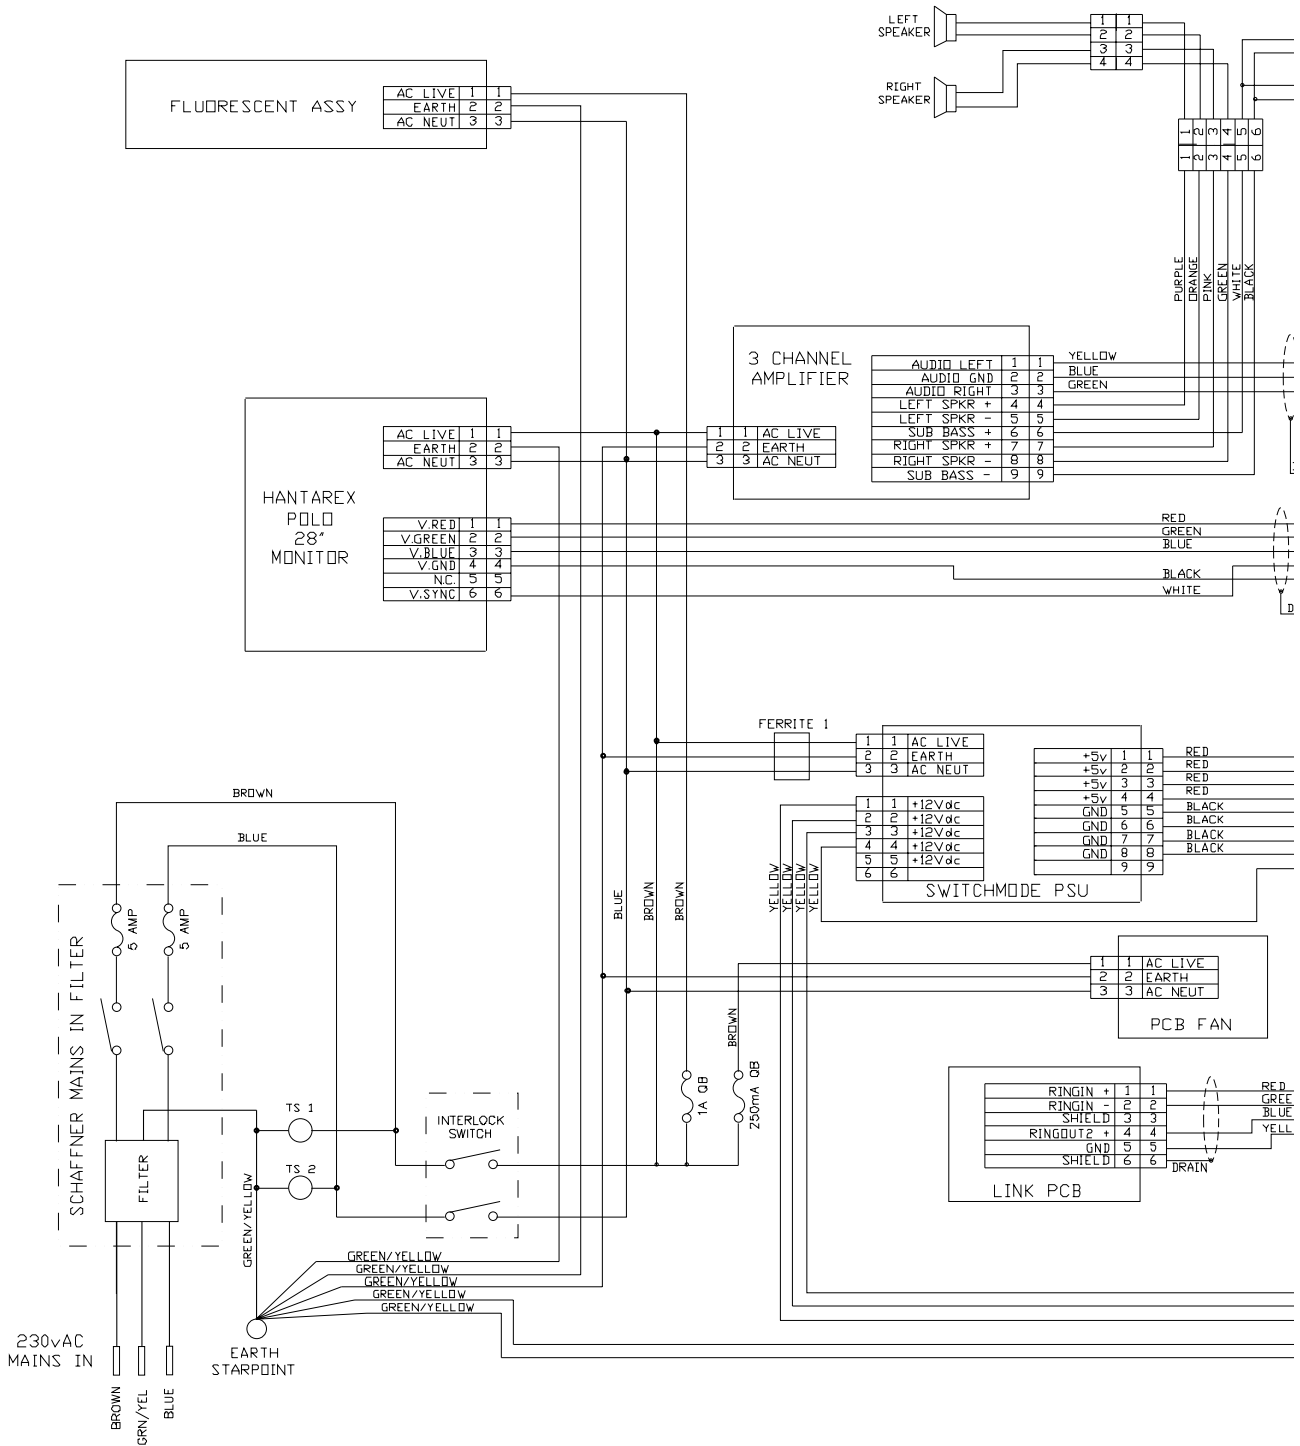 LEFT
SPEAKER
1 1
2 2
3 3
4 4
RIGHT
SPEAKER
FLUORESCENT ASSY
AC LIVE 1 1
EARTH 2 2
AC NEUT 3 3
1 2 3 4 5 6
1 2 3 4 5 6
PURPLE
ORANGE
PINK
GREEN
WHITE
BLACK
3 CHANNEL
AMPLIFIER
AUDIO LEFT 1 1
AUDIO GND 2 2
AUDIO RIGHT 3 3
LEFT SPKR + 4 4
LEFT SPKR - 5 5
SUB BASS + 6 6
RIGHT SPKR + 7 7
RIGHT SPKR - 8 8
SUB BASS - 9 9
YELLOW
BLUE
GREEN
1 1 AC LIVE
2 2 EARTH
3 3 AC NEUT
AC LIVE 1 1
EARTH 2 2
AC NEUT 3 3
HANTAREX
POLO
28"
MONITOR
V.RED 1 1
V.GREEN 2 2
V.BLUE 3 3
V.GND 4 4
N.C. 5 5
V.SYNC 6 6
RED
GREEN
BLUE
BLACK
WHITE
D
FERRITE 1
1 1 AC LIVE
2 2 EARTH
3 3 AC NEUT
1 1 +12Vdc
2 2 +12Vdc
3 3 +12Vdc
4 4 +12Vdc
5 5 +12Vdc
6 6
+5v 1 1 RED
+5v 2 2 RED
+5v 3 3 RED
+5v 4 4 RED
GND 5 5 BLACK
GND 6 6 BLACK
GND 7 7 BLACK
GND 8 8 BLACK
9 9
SWITCHMODE PSU
YELLOW
YELLOW
YELLOW
YELLOW
BROWN
BLUE
BLUE
BROWN
BROWN
SCHAFFNER MAINS IN FILTER
5 AMP
5 AMP
1 1 AC LIVE
2 2 EARTH
3 3 AC NEUT
PCB FAN
BROWN
1A QB
250mA QB
RINGIN + 1 1 RED
RINGIN - 2 2 GREE
SHIELD 3 3 BLUE
RINGOUT2 + 4 4 YELL
GND 5 5
SHIELD 6 6
DRAIN
LINK PCB
TS 1
TS 2
INTERLOCK
SWITCH
FILTER
GREEN/YELLOW
GREEN/YELLOW
GREEN/YELLOW
GREEN/YELLOW
GREEN/YELLOW
GREEN/YELLOW
EARTH
STARPOINT
230vAC
MAINS IN
BROWN
GRN/YEL
BLUE